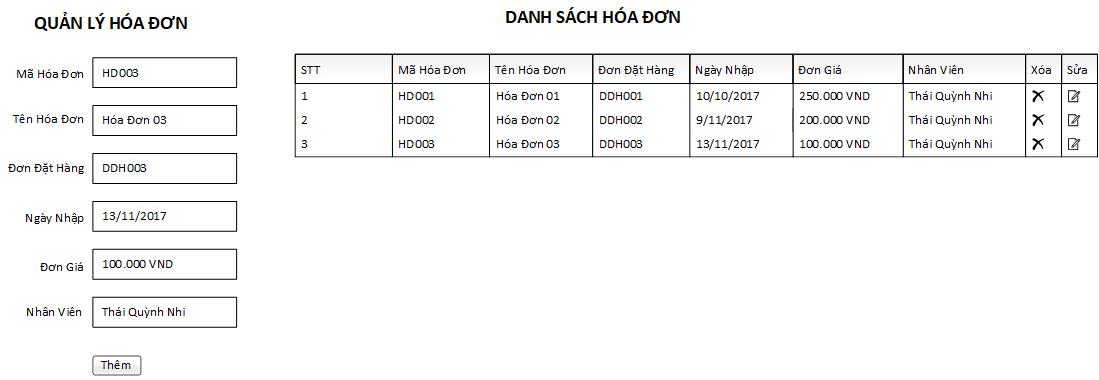 QUẢN LÝ HÓA ĐƠN
Mã Hóa Đơn HD003
Tên Hóa Đơn Hóa Đơn 03
Đơn Đặt Hàng DDH003
Ngày Nhập 13/11/2017
Đơn Giá 100.000 VND
Nhân Viên Thái Quỳnh Nhi
Thêm
DANH SÁCH HÓA ĐƠN
STT Mã Hóa Đơn Tên Hóa Đơn Đơn Đặt Hàng Ngày Nhập Đơn Giá Nhân Viên Xóa Sửa
1 HD001 Hóa Đơn 01 DDH001 10/10/2017 250.000 VND Thái Quỳnh Nhi
2 HD002 Hóa Đơn 02 DDH002 9/11/2017 200.000 VND Thái Quỳnh Nhi
3 HD003 Hóa Đơn 03 DDH003 13/11/2017 100.000 VND Thái Quỳnh Nhi